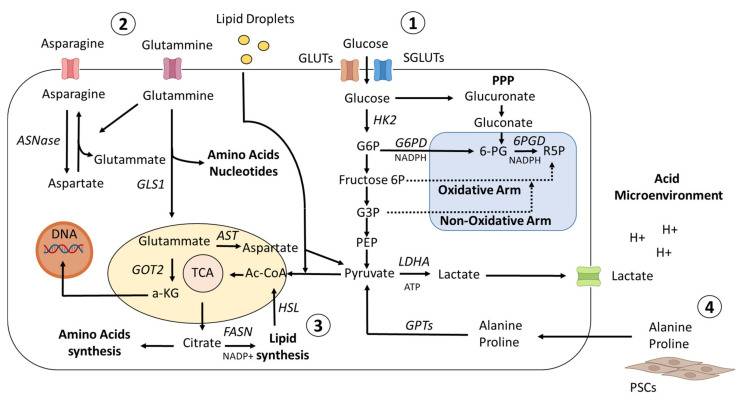 Lipid Droplets
2
1
Asparagine
Glutammine
Glucose
GLUTs
SGLUTs
PPP
Asparagine
Glutammine
Glucose
Glucuronate
HK2
Gluconate
ASNase
G6P
G6PD
NADPH
6-PG
6PGD
NADPH
R5P
Glutammate
Amino Acids
Nucleotides
Aspartate
GLS1
Fructose 6P
Oxidative Arm
G3P
Non-Oxidative Arm
Acid
Microenvironment
DNA
Glutammate
AST
Aspartate
PEP
H+
H+
H+
GOT2
TCA
Ac-CoA
Pyruvate
LDHA
ATP
Lactate
Lactate
a-KG
HSL
3
4
GPTs
Amino Acids
synthesis
Citrate
FASN
NADP+
Lipid
synthesis
Alanine
Proline
Alanine
Proline
PSCs